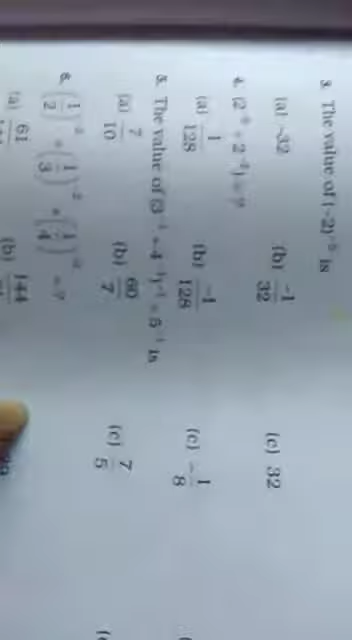 3. The value of (-2)⁻⁵ is
(a) -32 (b) -1/32 (c) 32
4. (2 + 2) = ?
(a) 1/128 (b) -1/128 (c) -1/8
5. The value of (3⁻¹ + 4⁻¹)⁻¹ ÷ 5⁻¹ is
(a) 7/10 (b) 60/7 (c) 7/5
6. (1/2)⁻² + (1/3)⁻² + (1/4)⁻² = ?
(a) 61 (b) 144